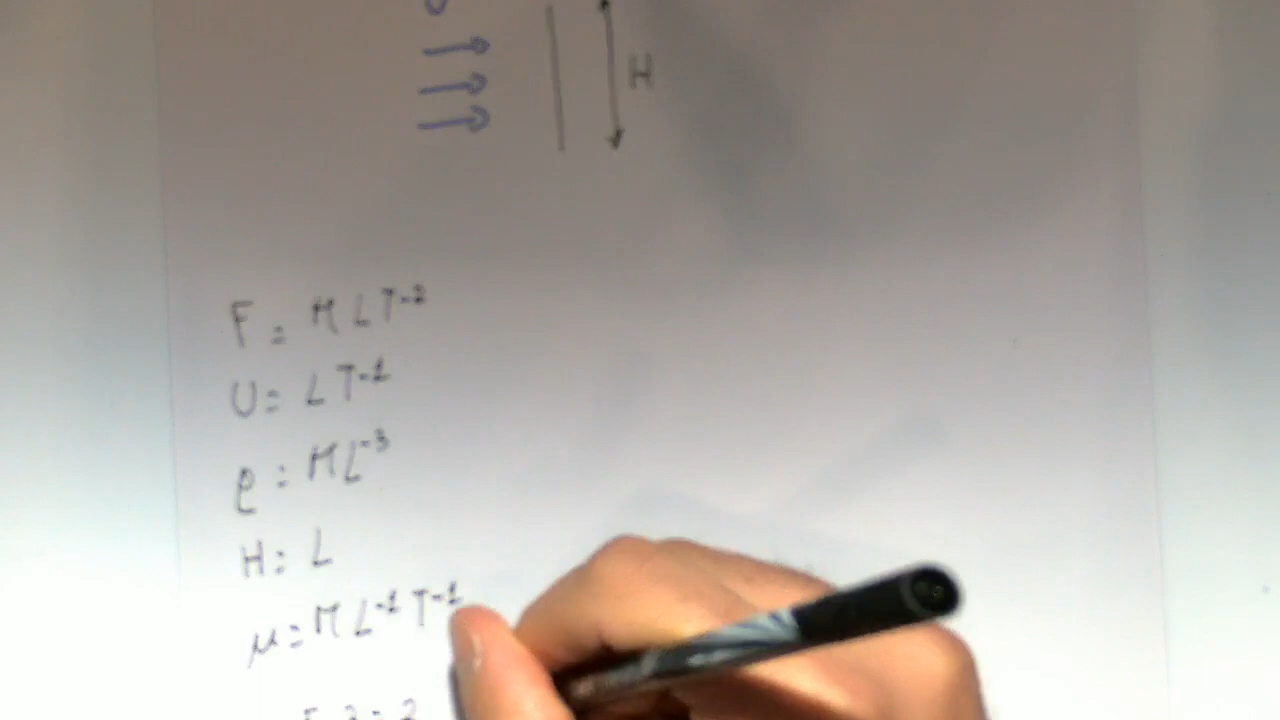 H
F = M L T-2
U = L T-1
ρ = M L-3
H = L
μ = M L-1 T-1